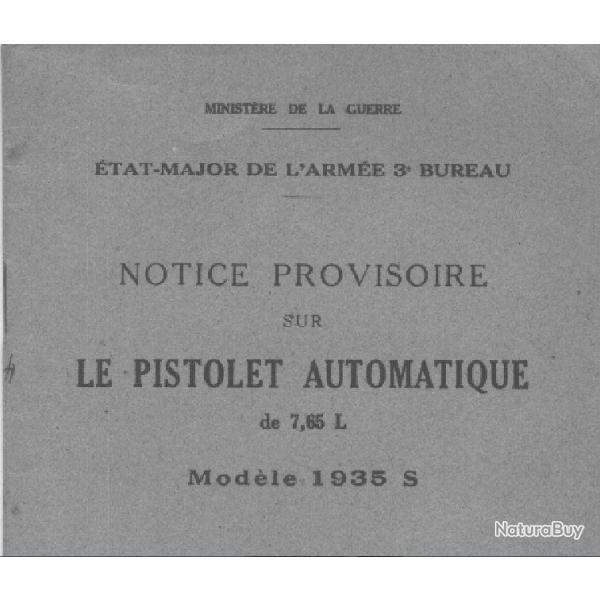 MINISTÈRE DE LA GUERRE
ÉTAT-MAJOR DE L'ARMÉE 3e BUREAU
NOTICE PROVISOIRE
SUR
LE PISTOLET AUTOMATIQUE
de 7,65 L
Modèle 1935 S
NaturaBuy